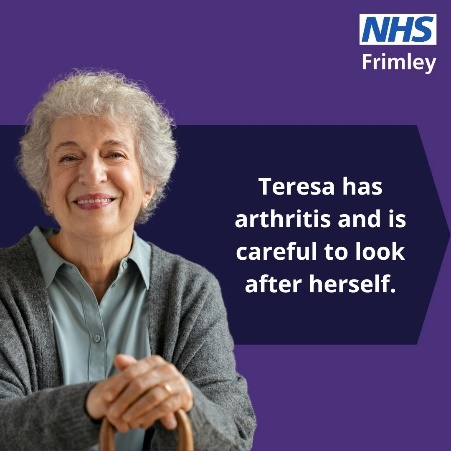 NHS
Frimley
Teresa has
arthritis and is
careful to look
after herself.